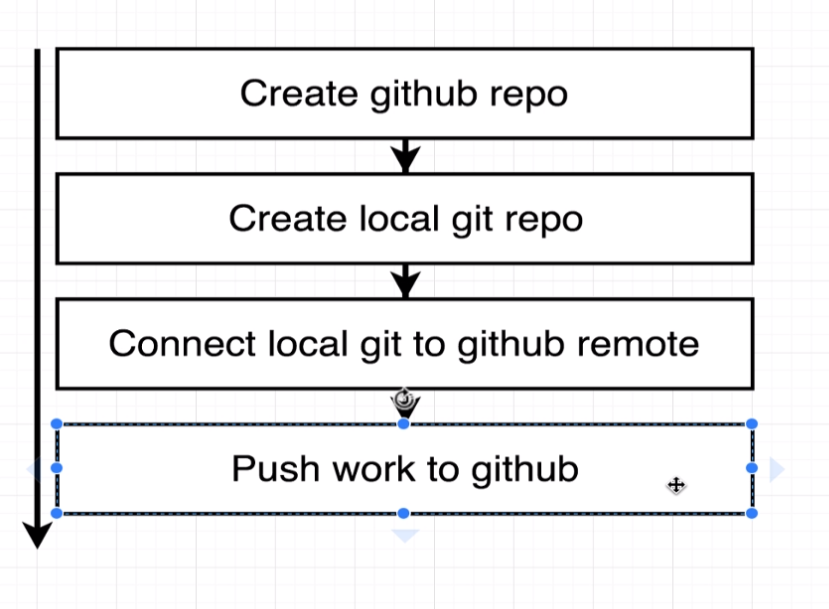 Create github repo
Create local git repo
Connect local git to github remote
Push work to github